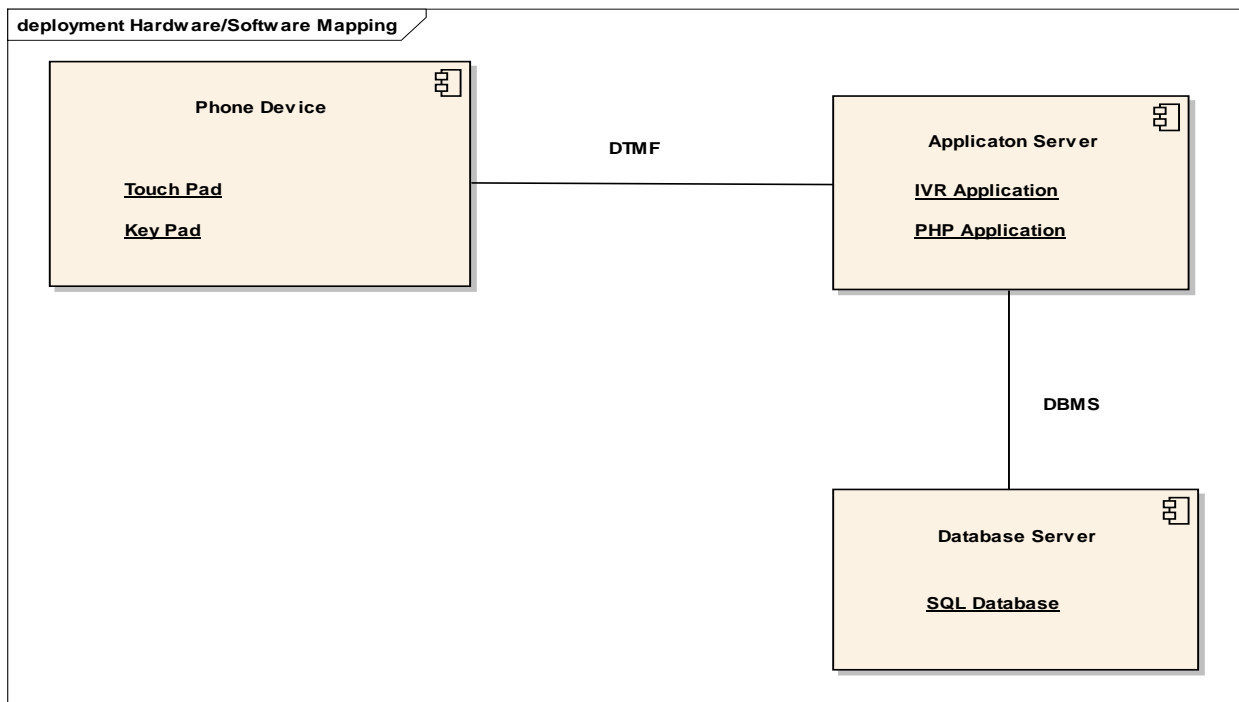 deployment Hardware/Software Mapping
Phone Device
Touch Pad
Key Pad
DTMF
Applicaton Server
IVR Application
PHP Application
DBMS
Database Server
SQL Database